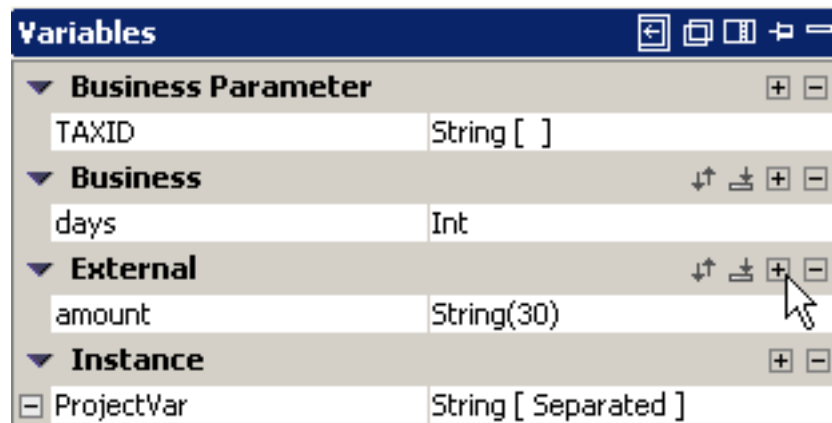 Variables
Business Parameter
TAXID String [ ]
Business
days Int
External
amount String(30)
Instance
ProjectVar String [ Separated ]